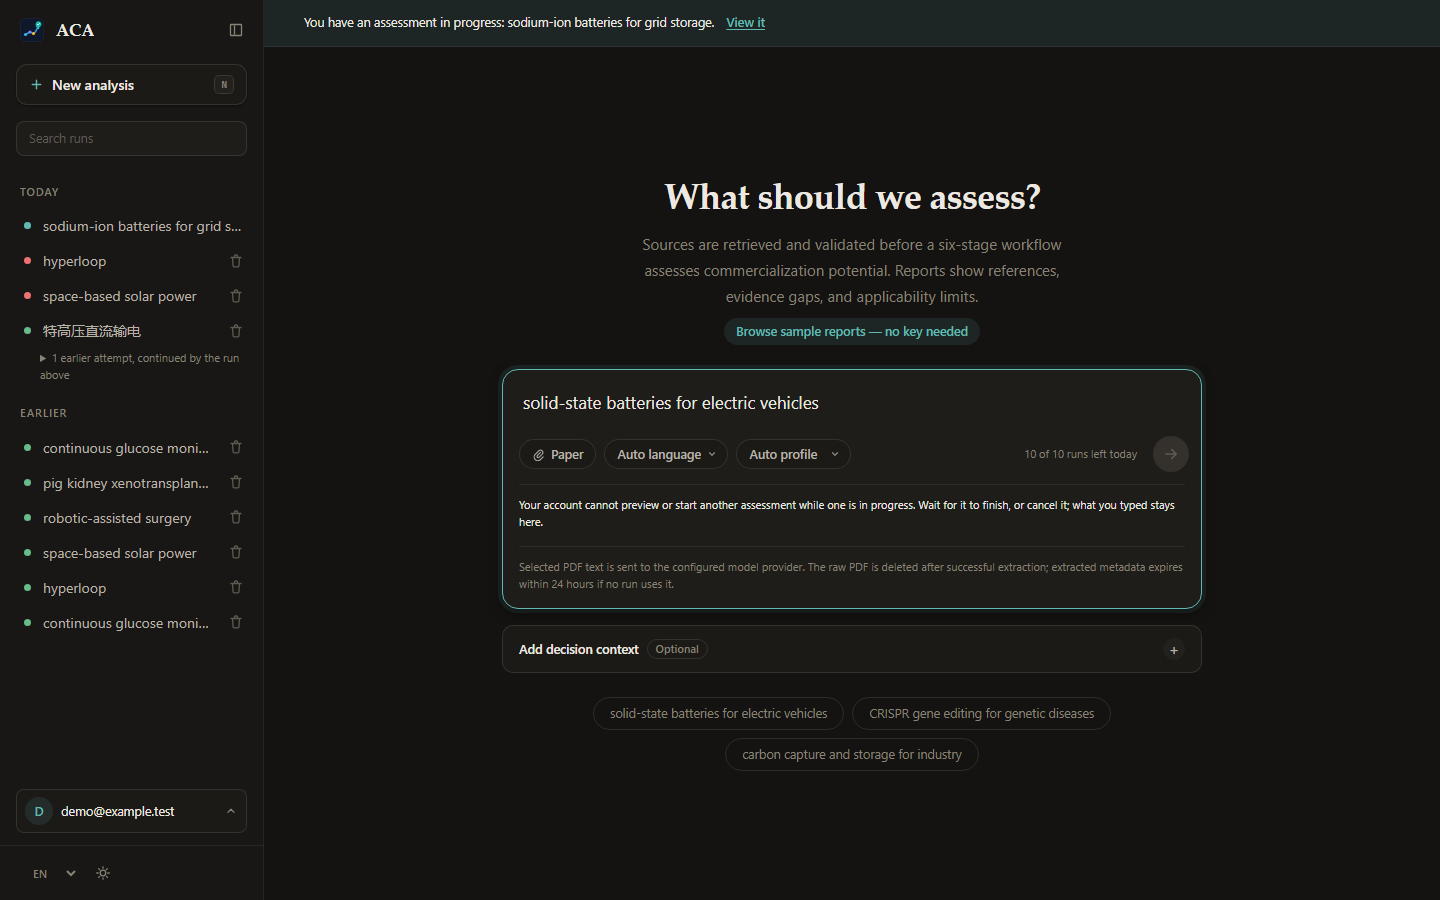 ACA
You have an assessment in progress: sodium-ion batteries for grid storage. View it
New analysis N
Search runs
TODAY
sodium-ion batteries for grid s...
hyperloop
space-based solar power
特高压直流输电
1 earlier attempt, continued by the run
above
EARLIER
continuous glucose moni...
pig kidney xenotransplan...
robotic-assisted surgery
space-based solar power
hyperloop
continuous glucose moni...
D demo@example.test
EN
What should we assess?
Sources are retrieved and validated before a six-stage workflow
assesses commercialization potential. Reports show references,
evidence gaps, and applicability limits.
Browse sample reports — no key needed
solid-state batteries for electric vehicles
Paper Auto language Auto profile 10 of 10 runs left today
Your account cannot preview or start another assessment while one is in progress. Wait for it to finish, or cancel it; what you typed stays
here.
Selected PDF text is sent to the configured model provider. The raw PDF is deleted after successful extraction; extracted metadata expires
within 24 hours if no run uses it.
Add decision context Optional
solid-state batteries for electric vehicles CRISPR gene editing for genetic diseases
carbon capture and storage for industry